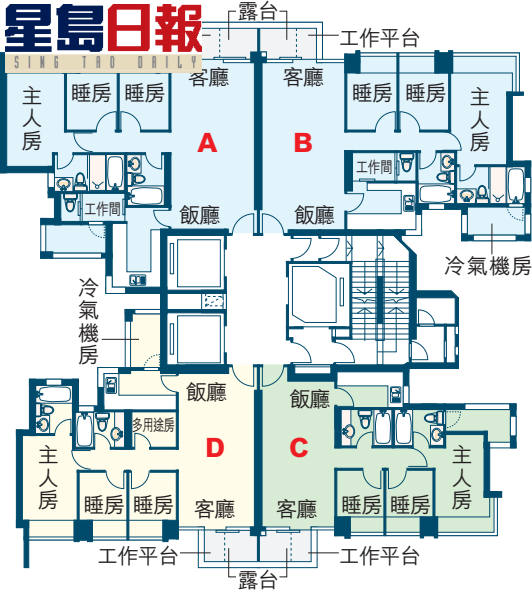 星島日報
SING TAO DAILY
露台
工作平台
客廳
客廳
睡房
睡房
睡房
睡房
主人房
主人房
A
B
工作間
工作間
飯廳
飯廳
冷氣機房
冷氣機房
飯廳
飯廳
多用途房
主人房
主人房
D
C
睡房
睡房
客廳
客廳
睡房
睡房
工作平台
工作平台
露台